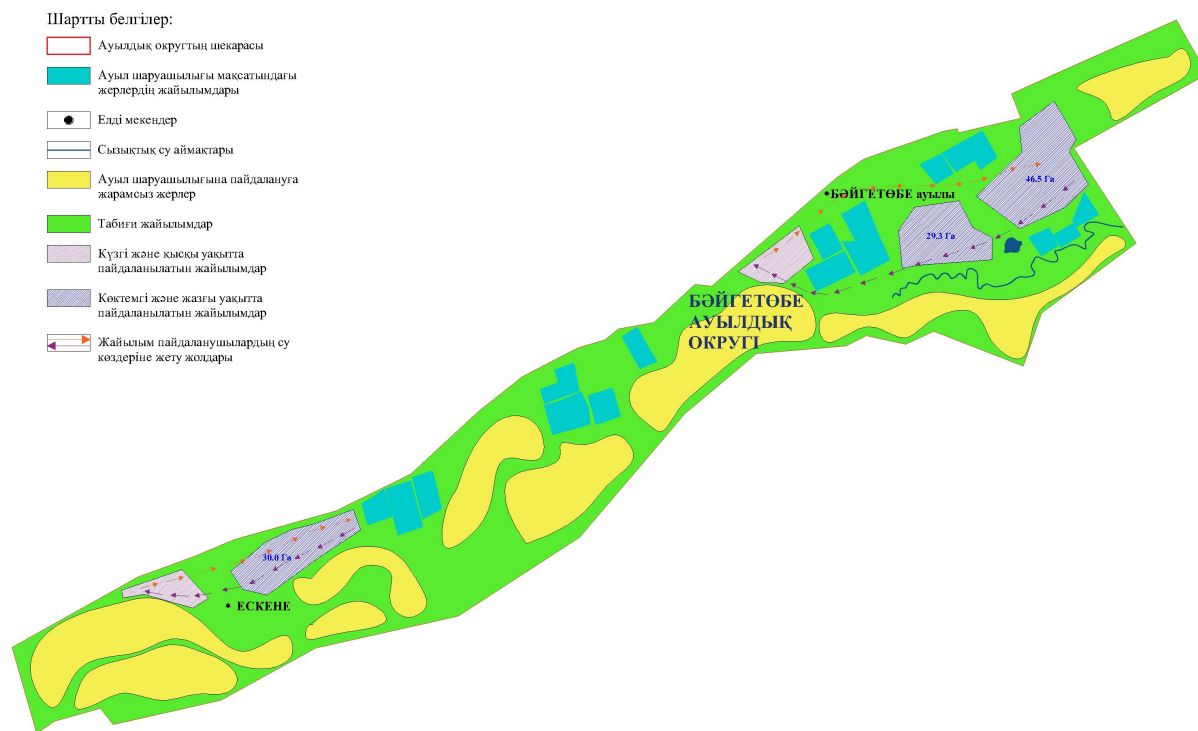 Шартты белгілер:
Ауылдық округтың шекарасы
Ауыл шаруашылығы мақсатындағы
жерлердің жайылымдары
Елді мекендер
Сызықтық су аймақтары
Ауыл шаруашылығына пайдалануға
жарамсыз жерлер
Табиғи жайылымдар
Күзгі және қысқы уақытта
пайдаланылатын жайылымдар
Көктемгі және жазғы уақытта
пайдаланылатын жайылымдар
Жайылым пайдаланушылардың су
көздеріне жету жолдары
46.5 Га
БӘЙГЕТӨБЕ ауылы
29.3 Га
БӘЙГЕТӨБЕ
АУЫЛДЫҚ
ОКРУГІ
30.0 Га
ЕСКЕНЕ